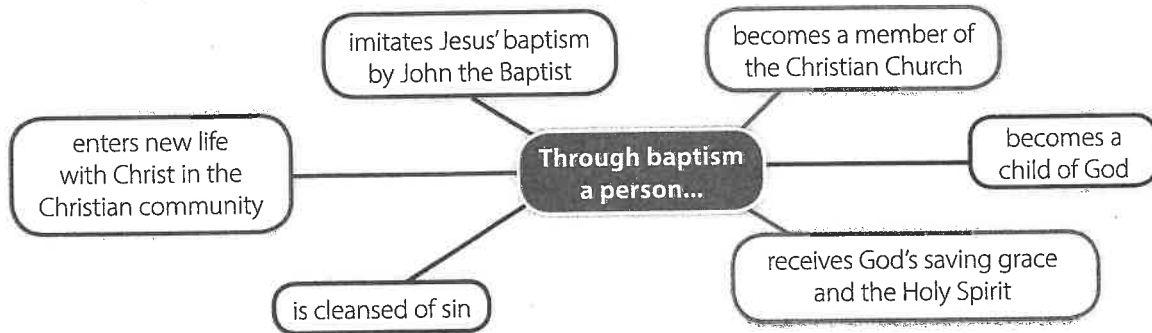 imitates Jesus' baptism
by John the Baptist
becomes a member of
the Christian Church
enters new life
with Christ in the
Christian community
Through baptism
a person...
becomes a
child of God
is cleansed of sin
receives God's saving grace
and the Holy Spirit